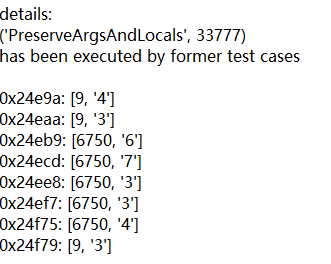 details:
('PreserveArgsAndLocals', 33777)
has been executed by former test cases

0x24e9a: [9, '4']
0x24eaa: [9, '3']
0x24eb9: [6750, '6']
0x24ecd: [6750, '7']
0x24ee8: [6750, '3']
0x24ef7: [6750, '3']
0x24f75: [6750, '4']
0x24f79: [9, '3']